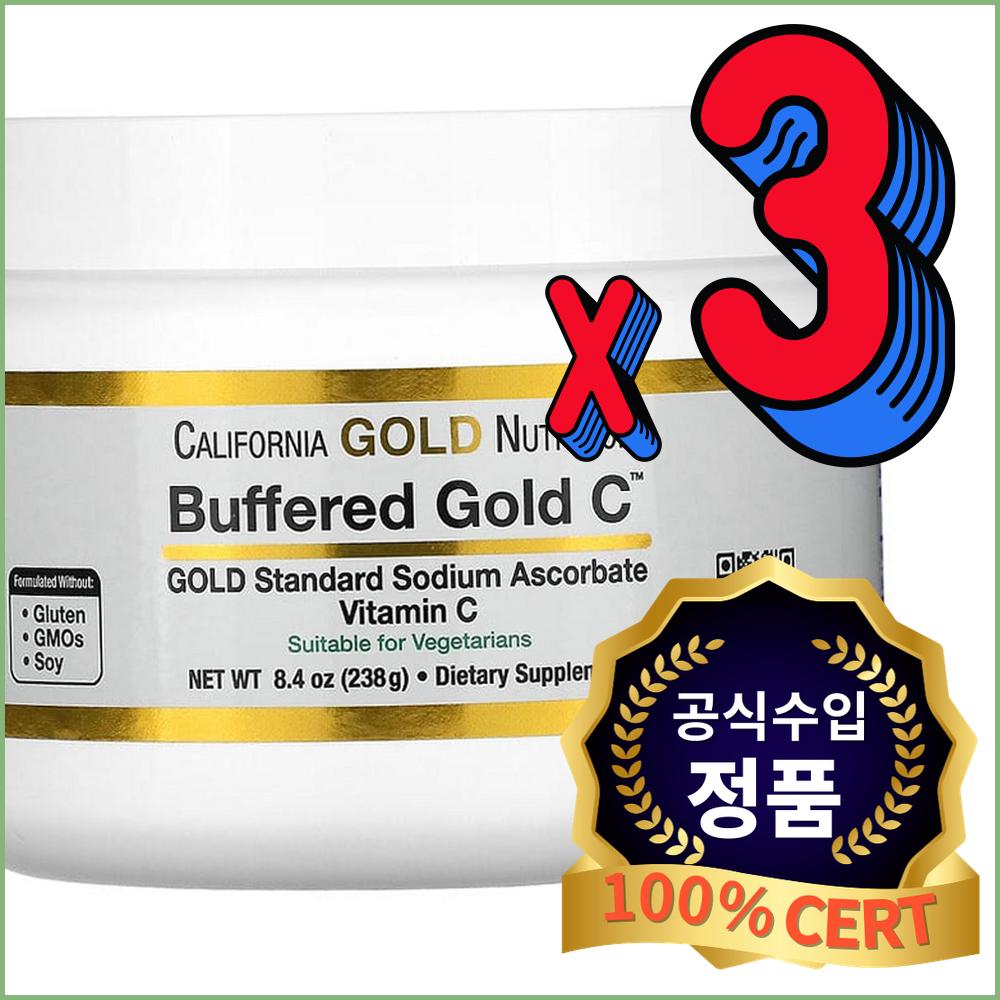 x3
CALIFORNIA GOLD
Buffered Gold C™
GOLD Standard Sodium Ascorbate
Vitamin C
Suitable for Vegetarians
NET WT 8.4 oz (238g) • Dietary
Formulated Without:
• Gluten
• GMOs
• Soy
공식수입
정품
100% CERT